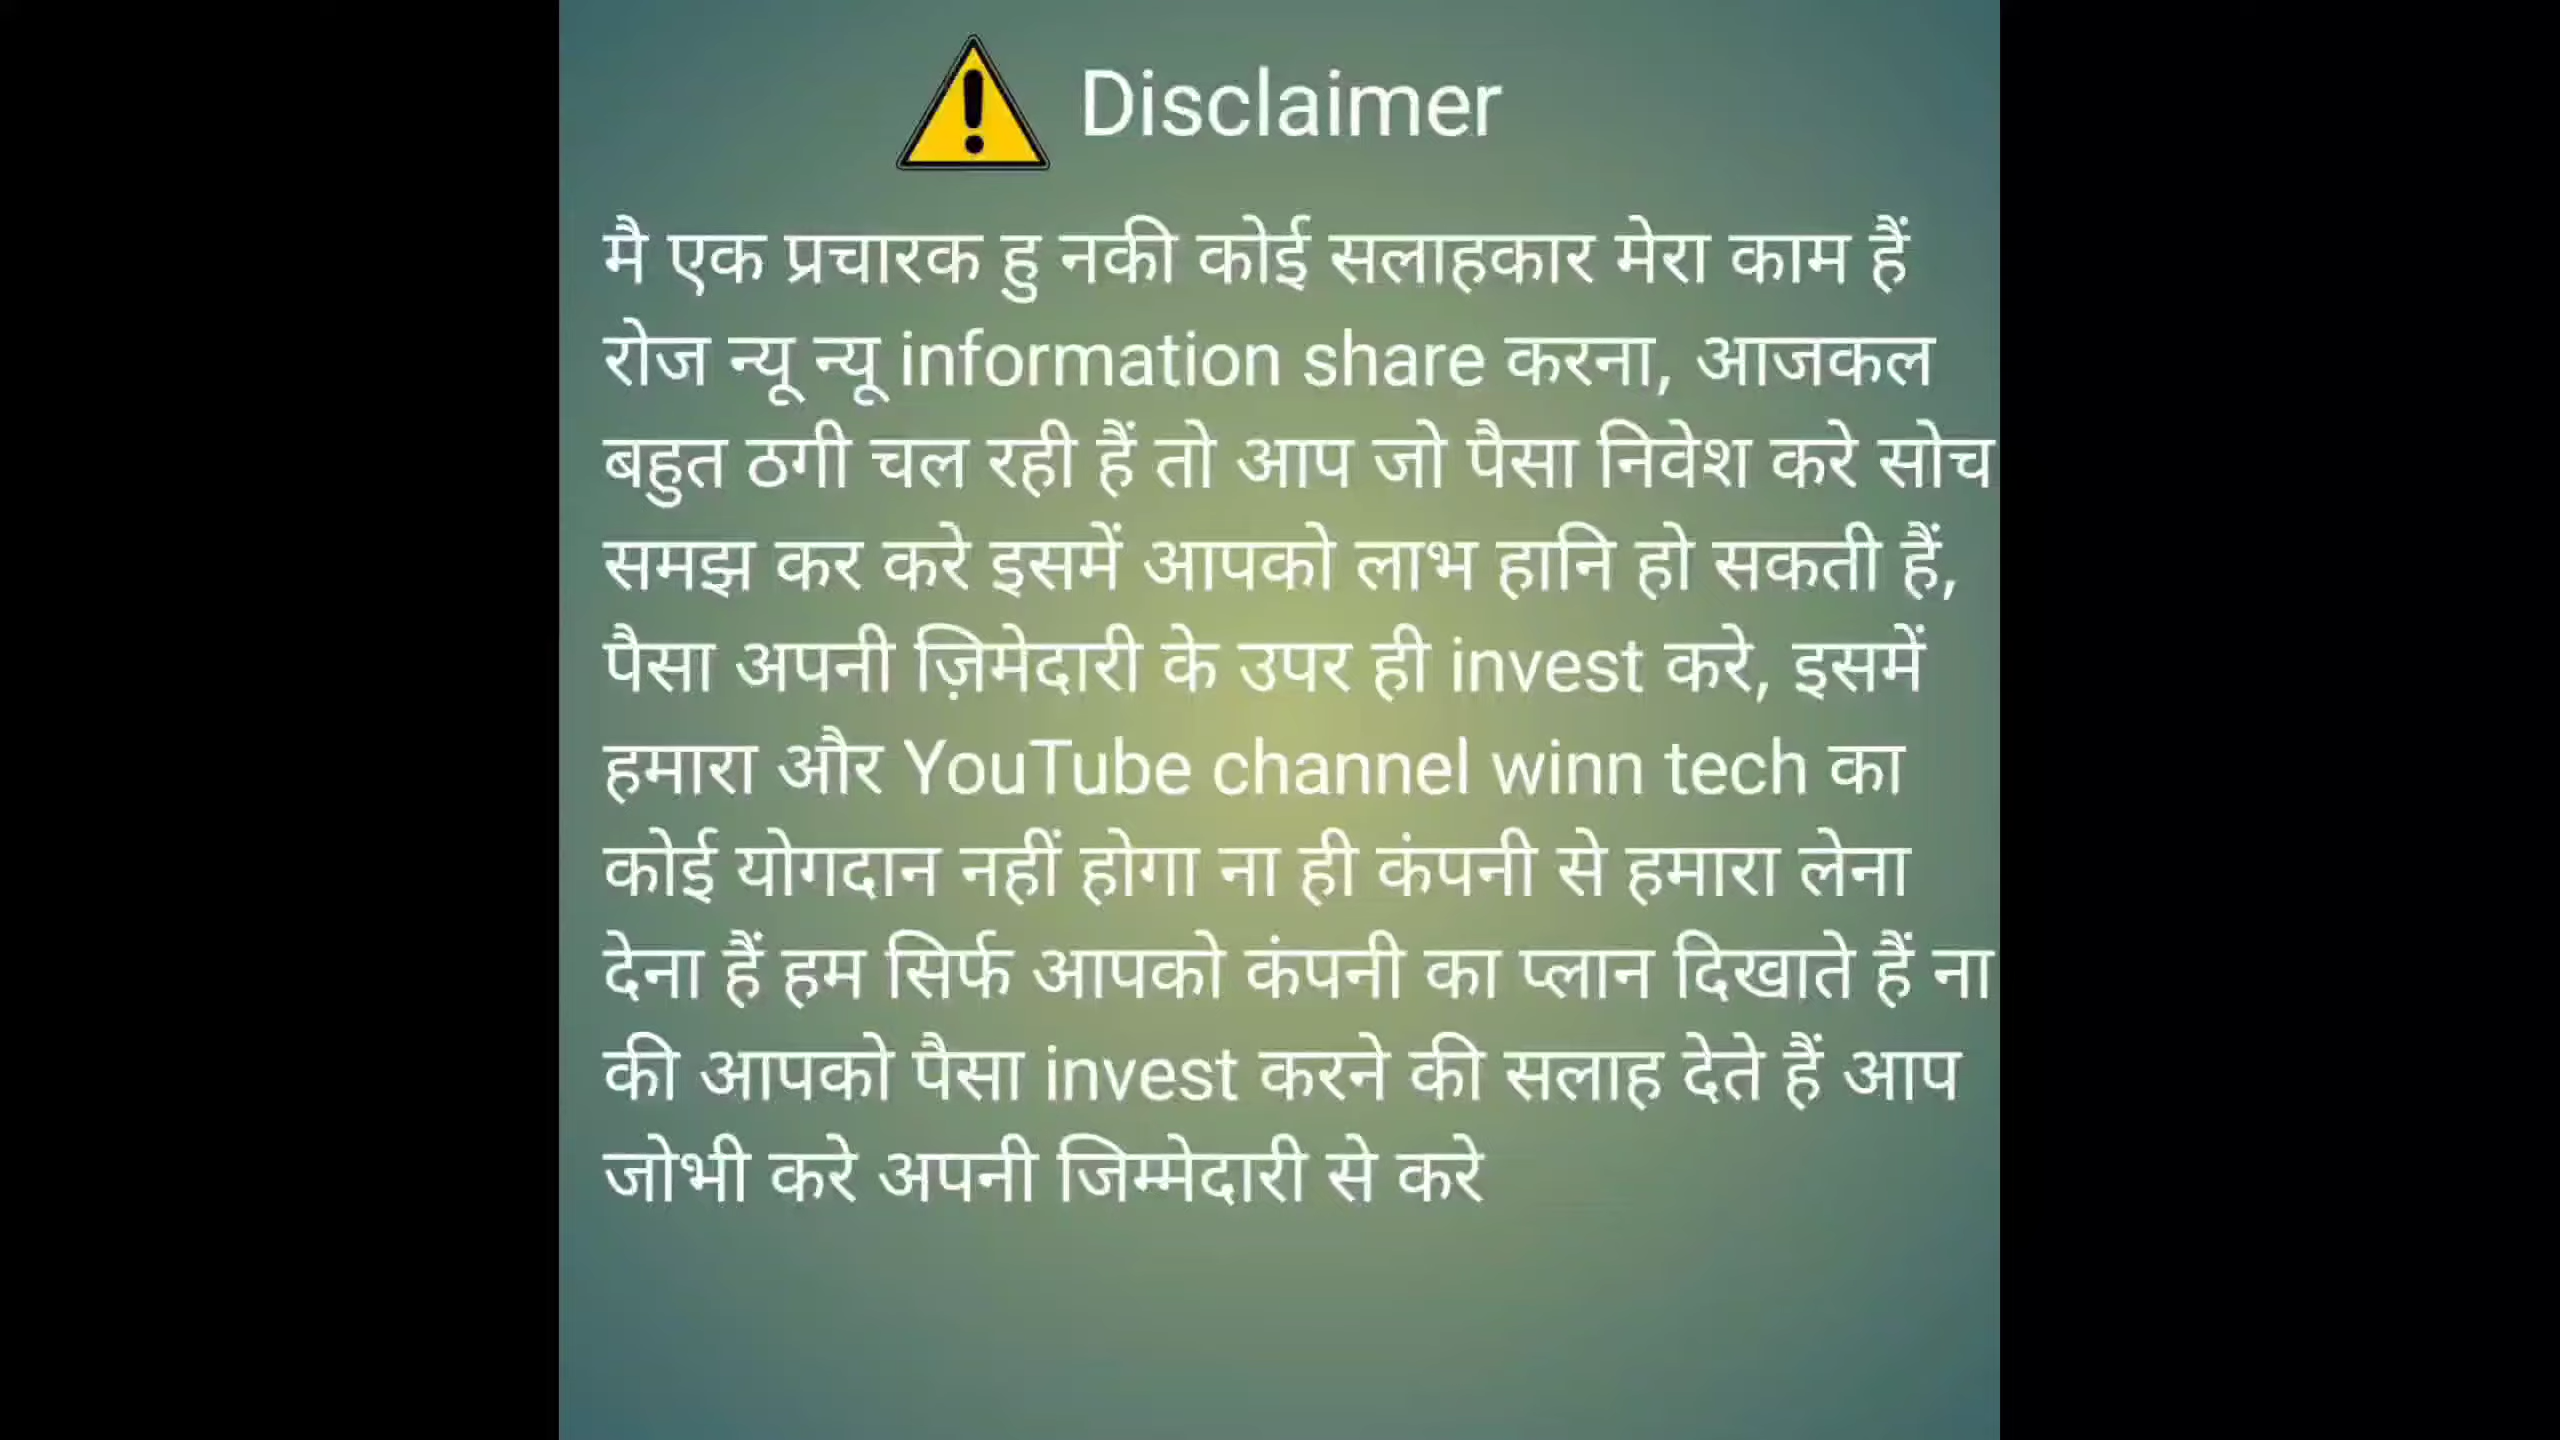 Disclaimer
मै एक प्रचारक हु नकी कोई सलाहकार मेरा काम हैं
रोज न्यू न्यू information share करना, आजकल
बहुत ठगी चल रही हैं तो आप जो पैसा निवेश करे सोच
समझ कर करे इसमें आपको लाभ हानि हो सकती हैं,
पैसा अपनी ज़िमेदारी के उपर ही invest करे, इसमें
हमारा और YouTube channel winn tech का
कोई योगदान नहीं होगा ना ही कंपनी से हमारा लेना
देना हैं हम सिर्फ आपको कंपनी का प्लान दिखाते हैं ना
की आपको पैसा invest करने की सलाह देते हैं आप
जोभी करे अपनी जिम्मेदारी से करे